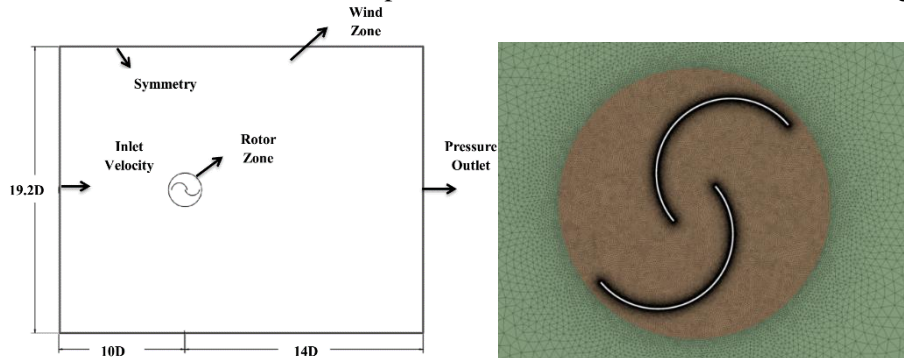 Wind
Zone
Symmetry
Inlet
Velocity
Rotor
Zone
Pressure
Outlet
19.2D
10D
14D